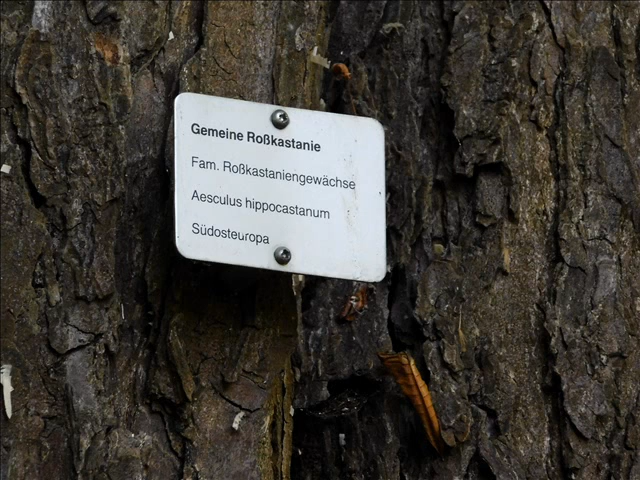 Gemeine Roßkastanie
Fam. Roßkastaniengewächse
Aesculus hippocastanum
Südosteuropa